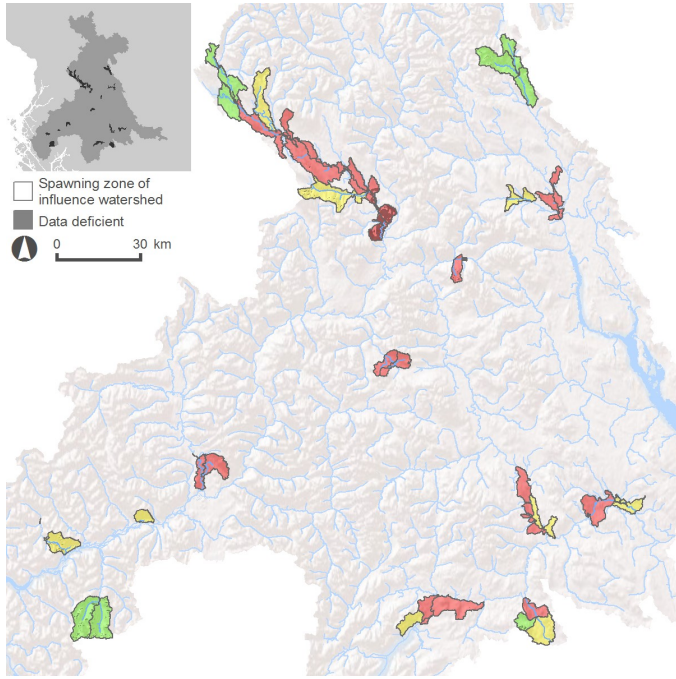 Spawning zone of
influence watershed
Data deficient
0 30 km